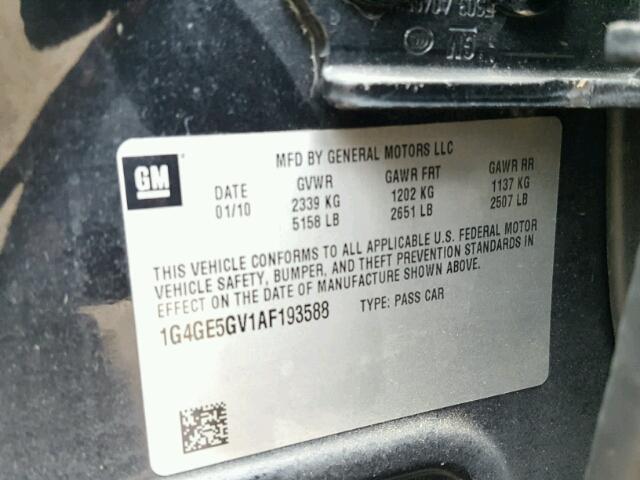 GM
MFD BY GENERAL MOTORS LLC
DATE GVWR GAWR FRT GAWR RR
01/10 2339 KG 1202 KG 1137 KG
5158 LB 2651 LB 2507 LB
THIS VEHICLE CONFORMS TO ALL APPLICABLE U.S. FEDERAL MOTOR
VEHICLE SAFETY, BUMPER, AND THEFT PREVENTION STANDARDS IN
EFFECT ON THE DATE OF MANUFACTURE SHOWN ABOVE.
1G4GE5GV1AF193588 TYPE: PASS CAR
GM